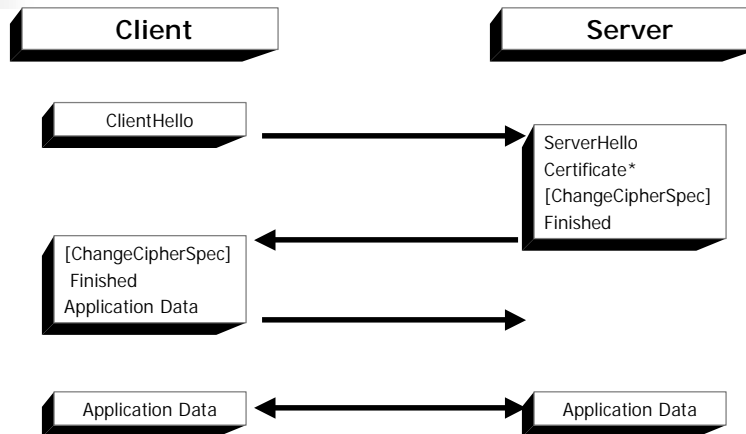 Client
Server
ClientHello
ServerHello
Certificate*
[ChangeCipherSpec]
Finished
[ChangeCipherSpec]
Finished
Application Data
Application Data
Application Data